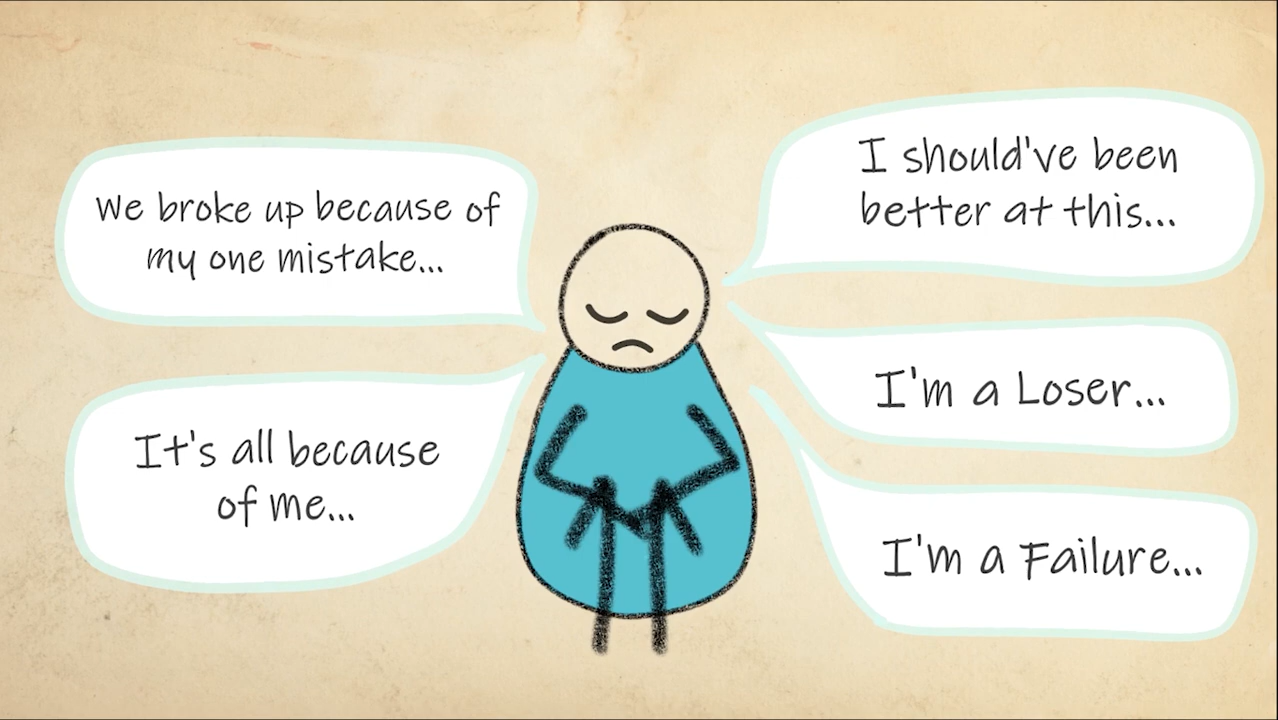 We broke up because of
my one mistake...
It's all because
of me...
I should've been
better at this...
I'm a Loser...
I'm a Failure...